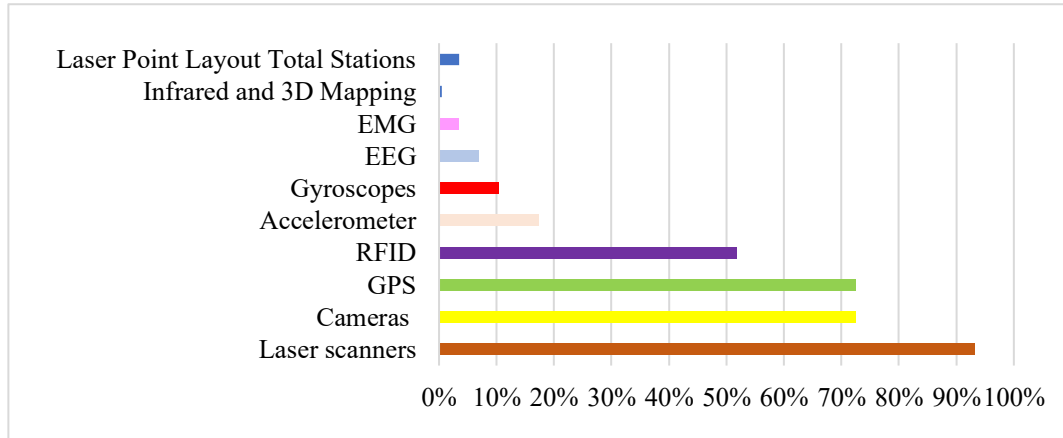 Laser Point Layout Total Stations
Infrared and 3D Mapping
EMG
EEG
Gyroscopes
Accelerometer
RFID
GPS
Cameras
Laser scanners
0% 10% 20% 30% 40% 50% 60% 70% 80% 90% 100%